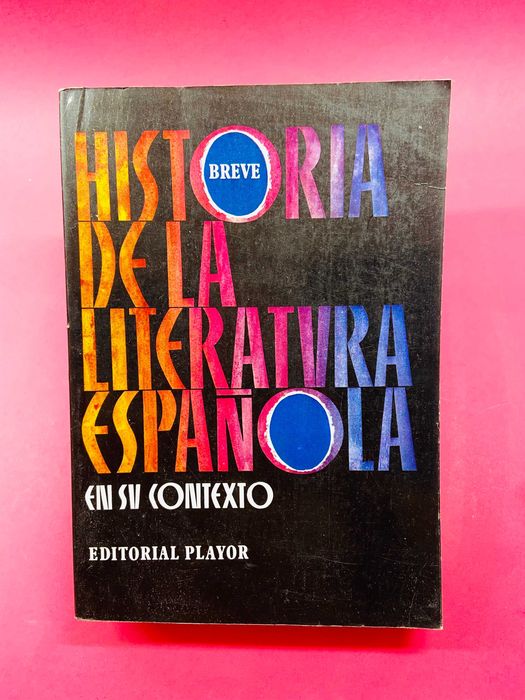 HISTORIA
BREVE
DE LA
LITERATVRA
ESPAÑOLA
EN SV CONTEXTO
EDITORIAL PLAYOR